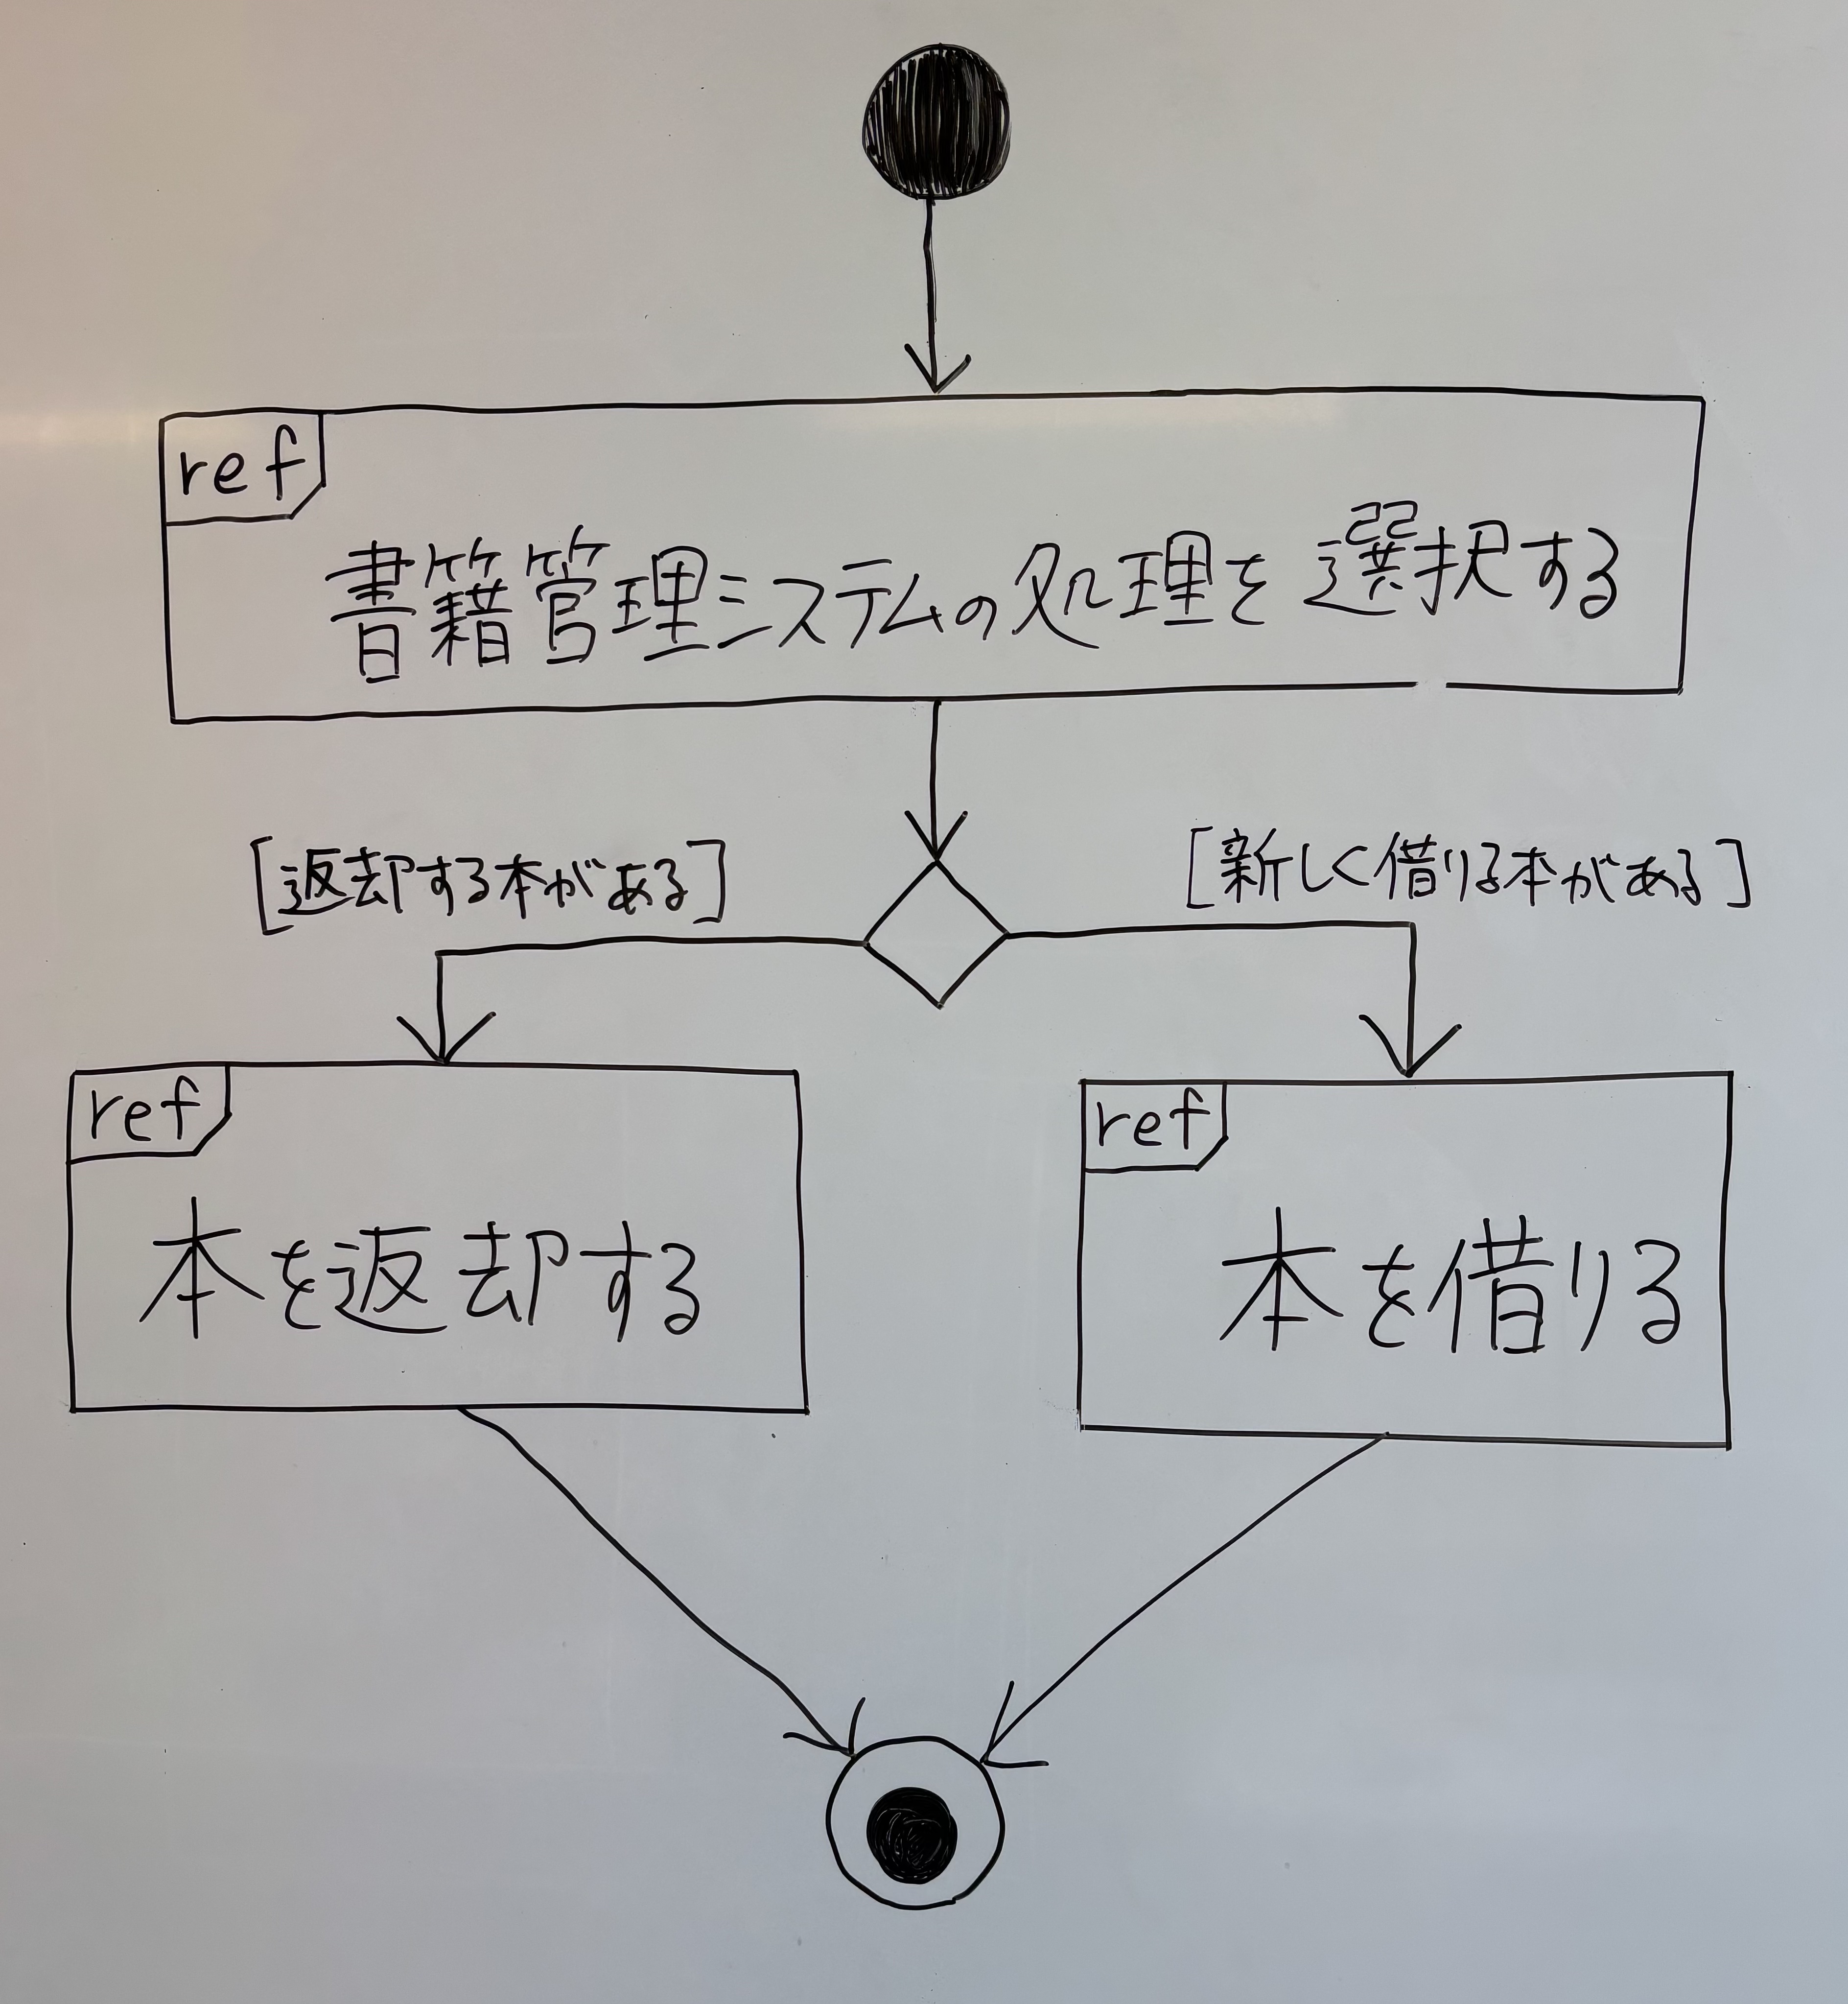 ref
書籍管理システムの処理を選択する
[返却する本がある]
[新しく借りる本がある]
ref
本を返却する
ref
本を借りる